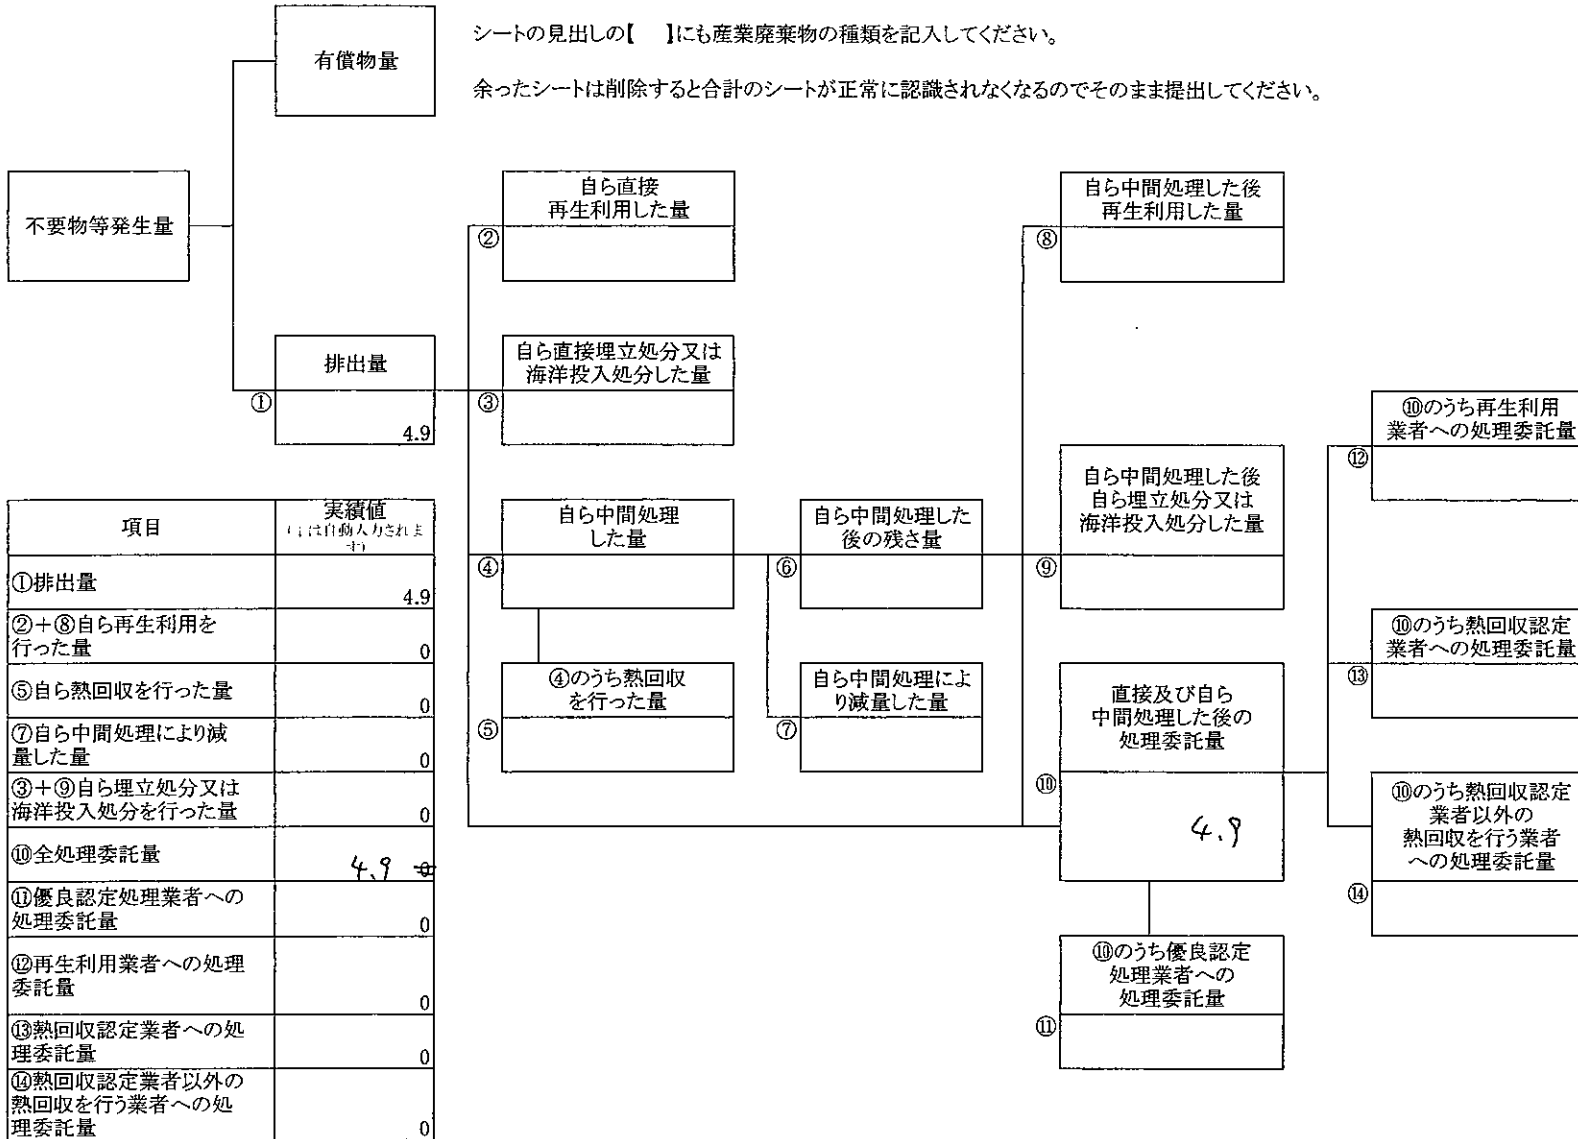 シートの見出しの【　】にも産業廃棄物の種類を記入してください。
余ったシートは削除すると合計のシートが正常に認識されなくなるのでそのまま提出してください。
有償物量
不要物等発生量
排出量
①
4.9
自ら直接
再生利用した量
②
自ら直接埋立処分又は
海洋投入処分した量
③
自ら中間処理
した量
④
④のうち熱回収
を行った量
⑤
自ら中間処理した
後の残さ量
⑥
自ら中間処理によ
り減量した量
⑦
自ら中間処理した後
再生利用した量
⑧
自ら中間処理した後
自ら埋立処分又は
海洋投入処分した量
⑨
直接及び自ら
中間処理した後の
処理委託量
⑩
4.9
⑩のうち優良認定
処理業者への
処理委託量
⑪
⑩のうち再生利用
業者への処理委託量
⑫
⑩のうち熱回収認定
業者への処理委託量
⑬
⑩のうち熱回収認定
業者以外の
熱回収を行う業者
への処理委託量
⑭
項目
実績値
①排出量
4.9
②+⑧自ら再生利用を
行った量
0
⑤自ら熱回収を行った量
0
⑦自ら中間処理により減
量した量
0
③+⑨自ら埋立処分又は
海洋投入処分を行った量
0
⑩全処理委託量
4.9 0
⑪優良認定処理業者への
処理委託量
0
⑫再生利用業者への処理
委託量
0
⑬熱回収認定業者への処
理委託量
0
⑭熱回収認定業者以外の
熱回収を行う業者への処
理委託量
0